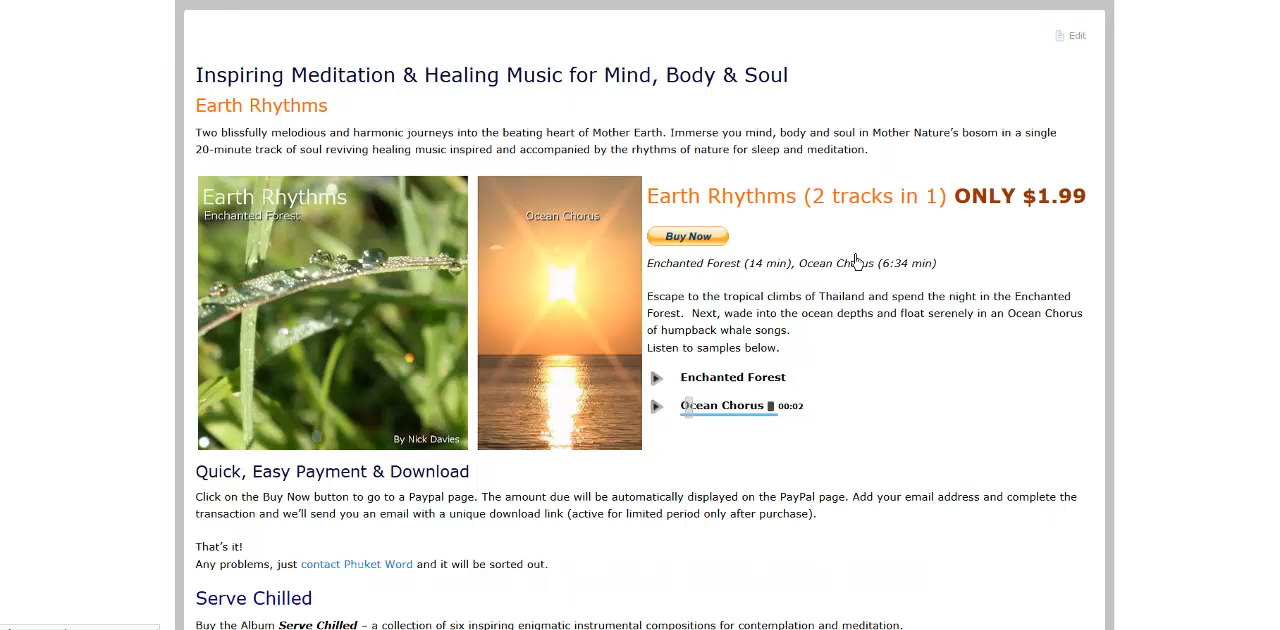 Edit
Inspiring Meditation & Healing Music for Mind, Body & Soul
Earth Rhythms
Two blissfully melodious and harmonic journeys into the beating heart of Mother Earth. Immerse you mind, body and soul in Mother Nature's bosom in a single
20-minute track of soul reviving healing music inspired and accompanied by the rhythms of nature for sleep and meditation.
Earth Rhythms
Enchanted Forest
By Nick Davies
Ocean Chorus
Earth Rhythms (2 tracks in 1) ONLY $1.99
Buy Now
Enchanted Forest (14 min), Ocean Chorus (6:34 min)
Escape to the tropical climbs of Thailand and spend the night in the Enchanted
Forest. Next, wade into the ocean depths and float serenely in an Ocean Chorus
of humpback whale songs.
Listen to samples below.
Enchanted Forest
Ocean Chorus 00:02
Quick, Easy Payment & Download
Click on the Buy Now button to go to a Paypal page. The amount due will be automatically displayed on the PayPal page. Add your email address and complete the
transaction and we'll send you an email with a unique download link (active for limited period only after purchase).
That's it!
Any problems, just contact Phuket Word and it will be sorted out.
Serve Chilled
Buy the Album Serve Chilled – a collection of six inspiring enigmatic instrumental compositions for contemplation and meditation.